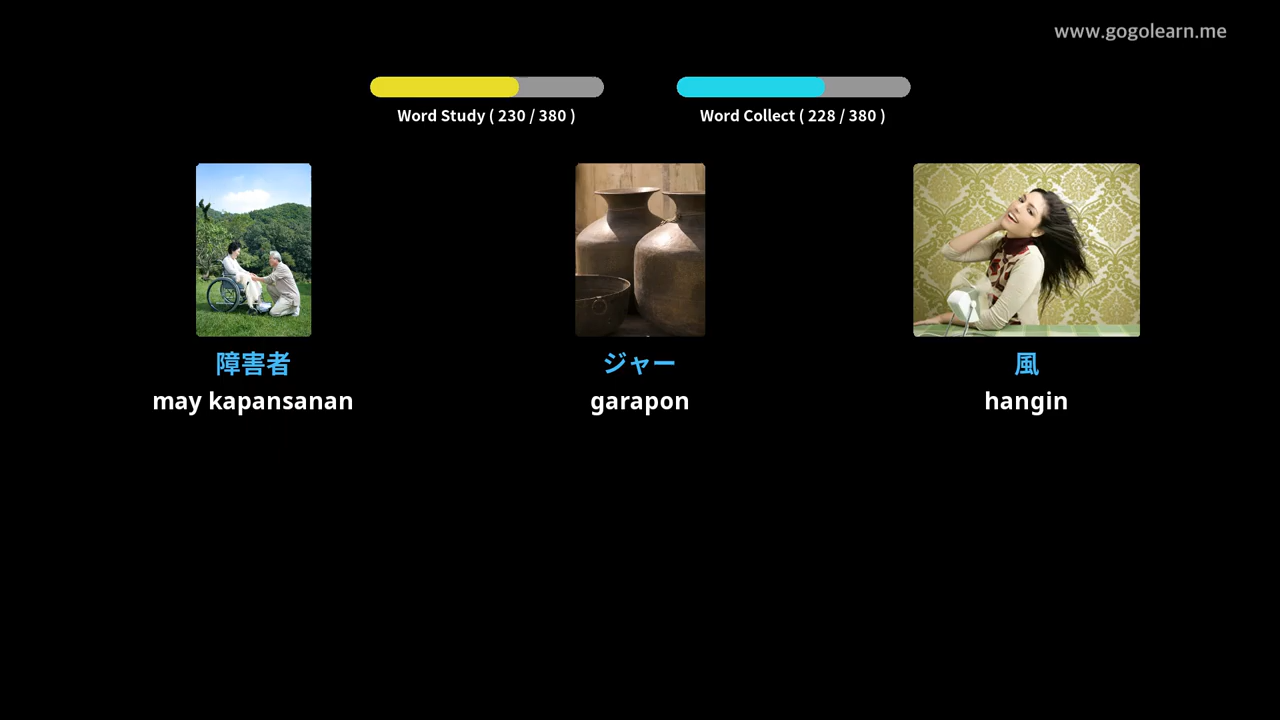 www.gogolearn.me
Word Study ( 230 / 380 )
Word Collect ( 228 / 380 )
障害者
ジャー
風
may kapansanan
garapon
hangin